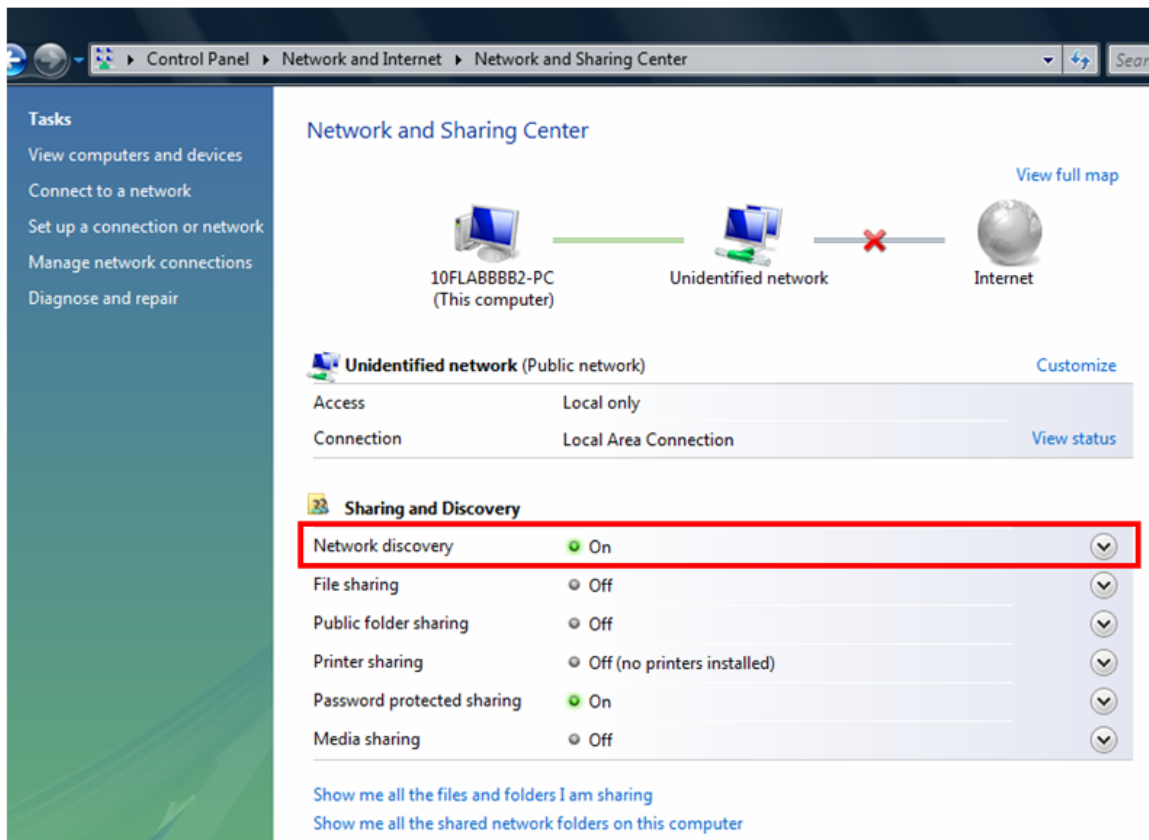 Control Panel Network and Internet Network and Sharing Center
Tasks
View computers and devices
Connect to a network
Set up a connection or network
Manage network connections
Diagnose and repair
Network and Sharing Center
View full map
10FLABBBB2-PC
(This computer)
Unidentified network
Internet
Unidentified network (Public network) Customize
Access Local only
Connection Local Area Connection View status
Sharing and Discovery
Network discovery On
File sharing Off
Public folder sharing Off
Printer sharing Off (no printers installed)
Password protected sharing On
Media sharing Off
Show me all the files and folders I am sharing
Show me all the shared network folders on this computer